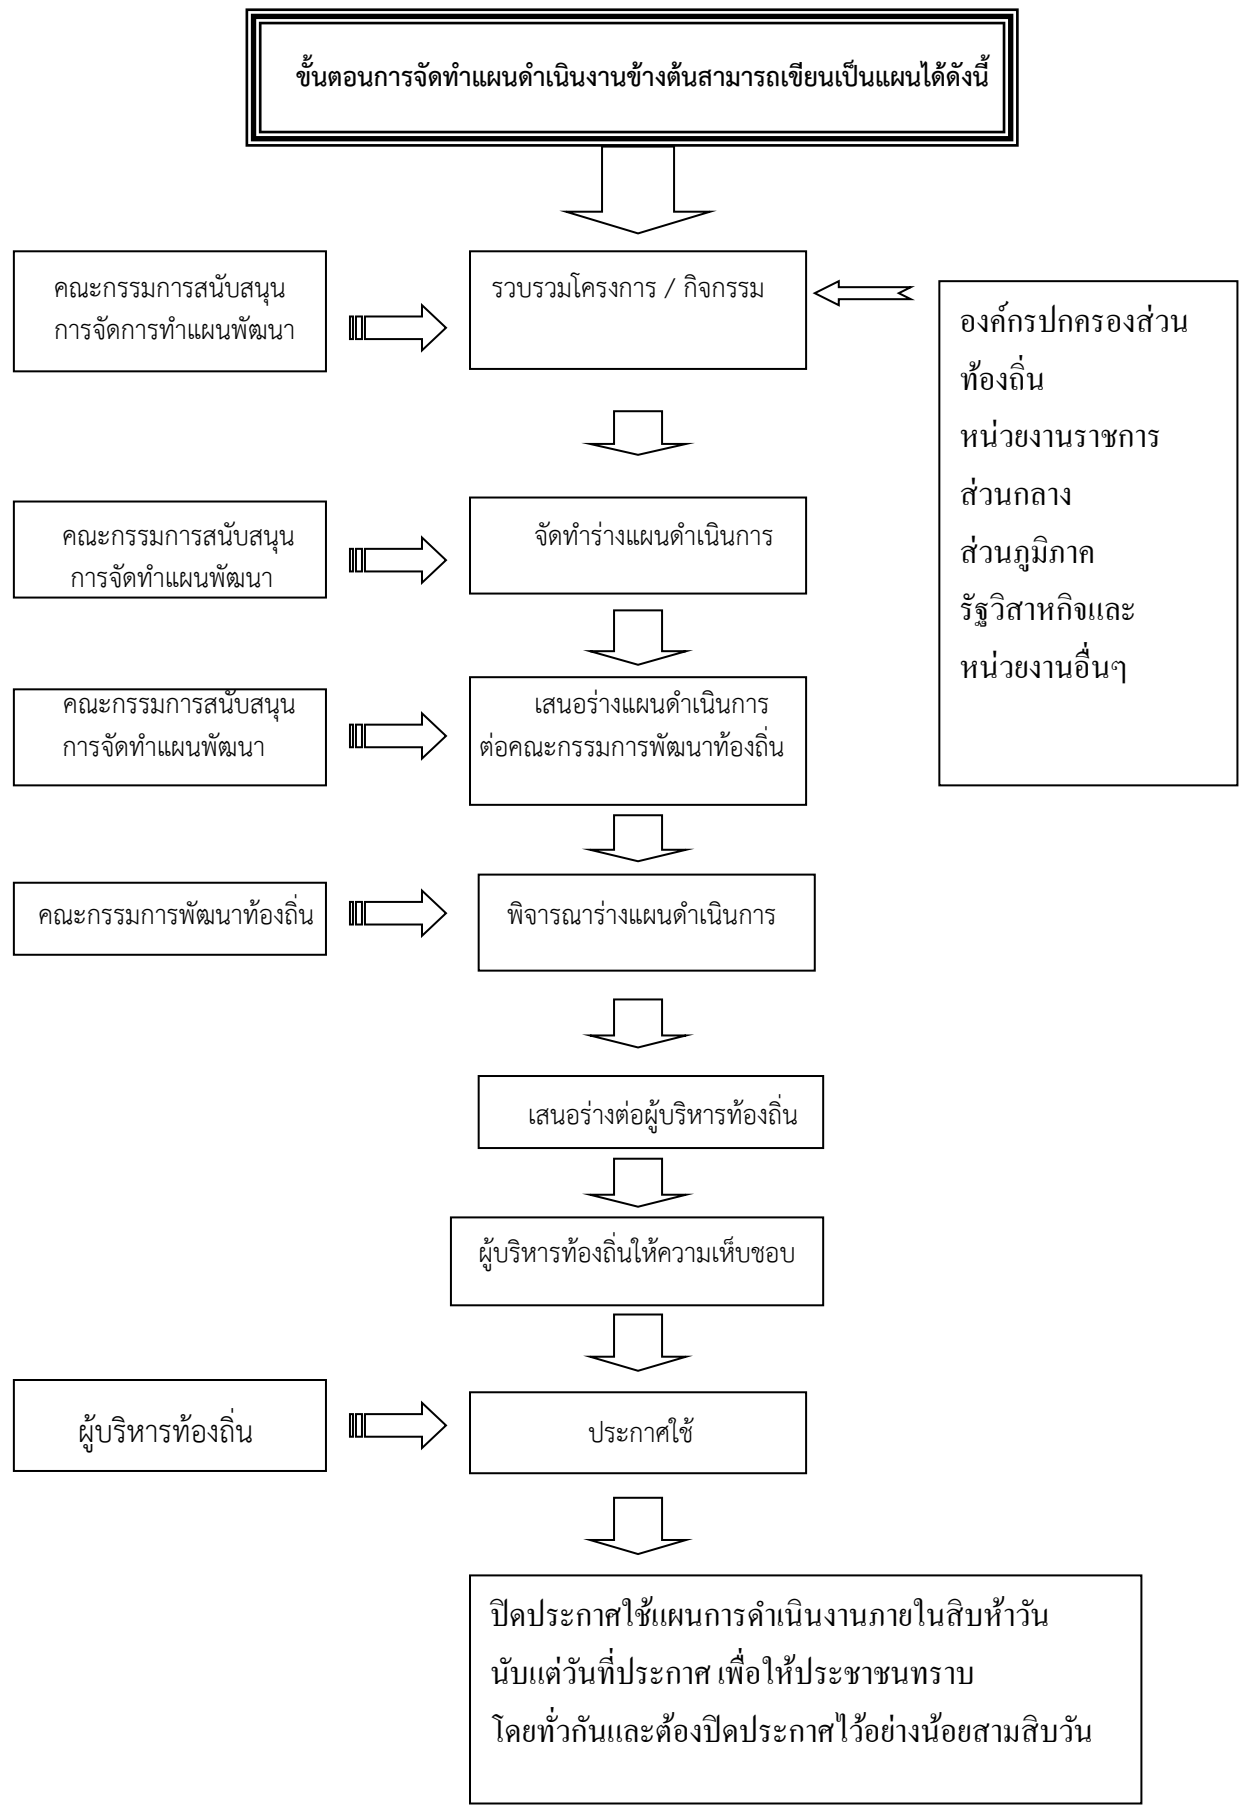 ขั้นตอนการจัดทำแผนดำเนินงานข้างต้นสามารถเขียนเป็นแผนได้ดังนี้
คณะกรรมการสนับสนุน
การจัดการทำแผนพัฒนา
รวบรวมโครงการ / กิจกรรม
องค์กรปกครองส่วน
ท้องถิ่น
หน่วยงานราชการ
ส่วนกลาง
ส่วนภูมิภาค
รัฐวิสาหกิจและ
หน่วยงานอื่นๆ
คณะกรรมการสนับสนุน
การจัดทำแผนพัฒนา
จัดทำร่างแผนดำเนินการ
คณะกรรมการสนับสนุน
การจัดทำแผนพัฒนา
เสนอร่างแผนดำเนินการ
ต่อคณะกรรมการพัฒนาท้องถิ่น
คณะกรรมการพัฒนาท้องถิ่น
พิจารณาร่างแผนดำเนินการ
เสนอร่างต่อผู้บริหารท้องถิ่น
ผู้บริหารท้องถิ่นให้ความเห็บชอบ
ผู้บริหารท้องถิ่น
ประกาศใช้
ปิดประกาศใช้แผนการดำเนินงานภายในสิบห้าวัน
นับแต่วันที่ประกาศ เพื่อให้ประชาชนทราบ
โดยทั่วกันและต้องปิดประกาศไว้อย่างน้อยสามสิบวัน